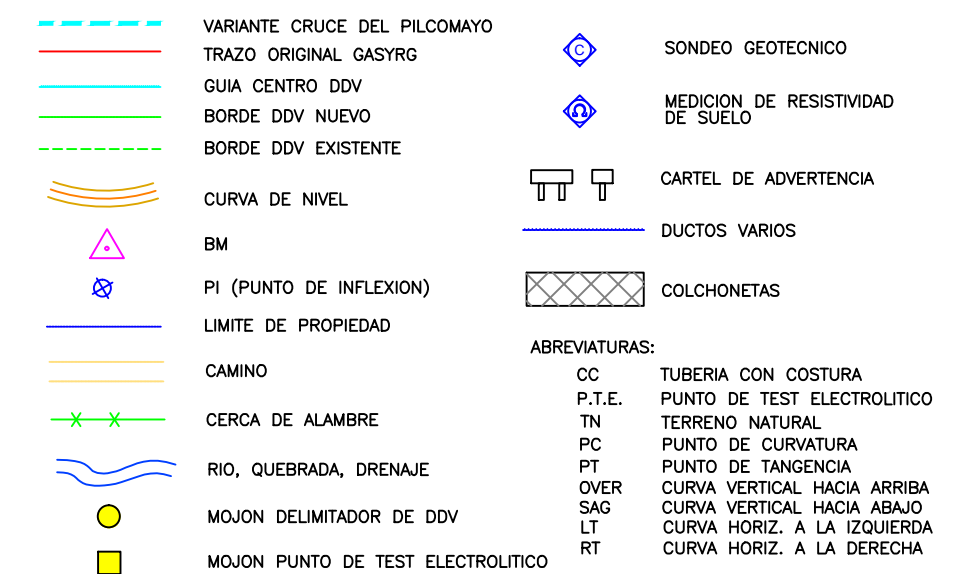 VARIANTE CRUCE DEL PILCOMAYO
TRAZO ORIGINAL GASYRG
GUIA CENTRO DDV
BORDE DDV NUEVO
BORDE DDV EXISTENTE
CURVA DE NIVEL
BM
PI (PUNTO DE INFLEXION)
LIMITE DE PROPIEDAD
CAMINO
CERCA DE ALAMBRE
RIO, QUEBRADA, DRENAJE
MOJON DELIMITADOR DE DDV
MOJON PUNTO DE TEST ELECTROLITICO
C SONDEO GEOTECNICO
Ω MEDICION DE RESISTIVIDAD
DE SUELO
CARTEL DE ADVERTENCIA
DUCTOS VARIOS
COLCHONETAS
ABREVIATURAS:
CC TUBERIA CON COSTURA
P.T.E. PUNTO DE TEST ELECTROLITICO
TN TERRENO NATURAL
PC PUNTO DE CURVATURA
PT PUNTO DE TANGENCIA
OVER CURVA VERTICAL HACIA ARRIBA
SAG CURVA VERTICAL HACIA ABAJO
LT CURVA HORIZ. A LA IZQUIERDA
RT CURVA HORIZ. A LA DERECHA